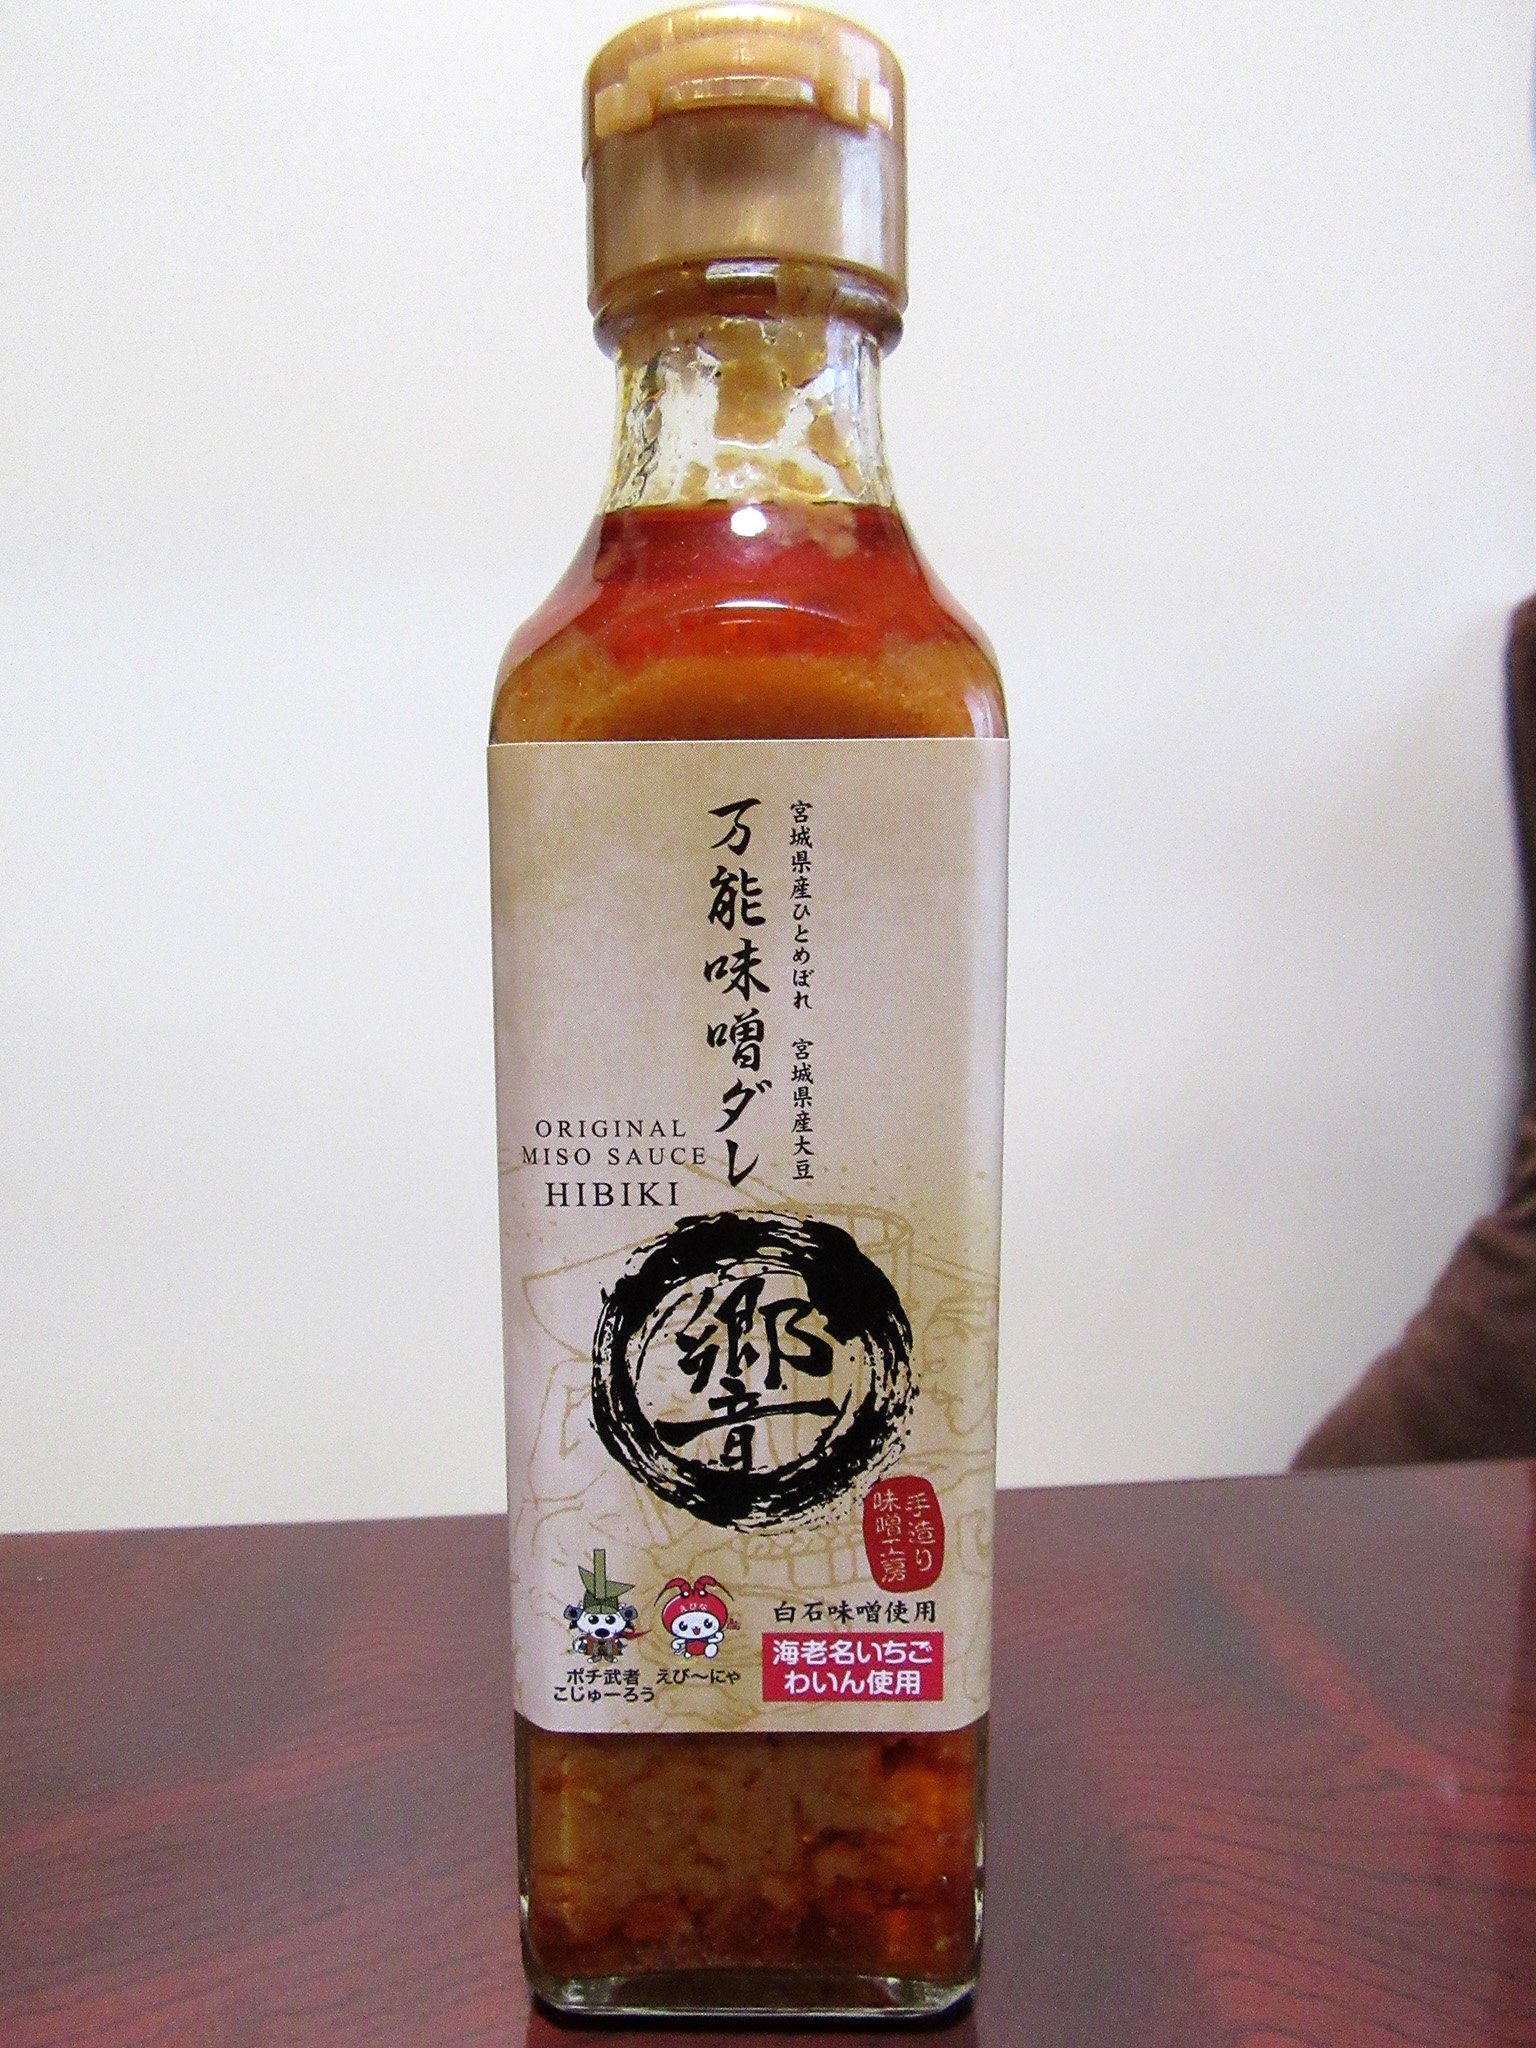 宮城県産ひとめぼれ 宮城県産大豆
万能味噌ダレ
ORIGINAL
MISO SAUCE
HIBIKI
響
手造り
味噌工房
白石味噌使用
海老名いちご
わいん使用
えびな
ポチ武者
こじゅーろう
えび～にゃ